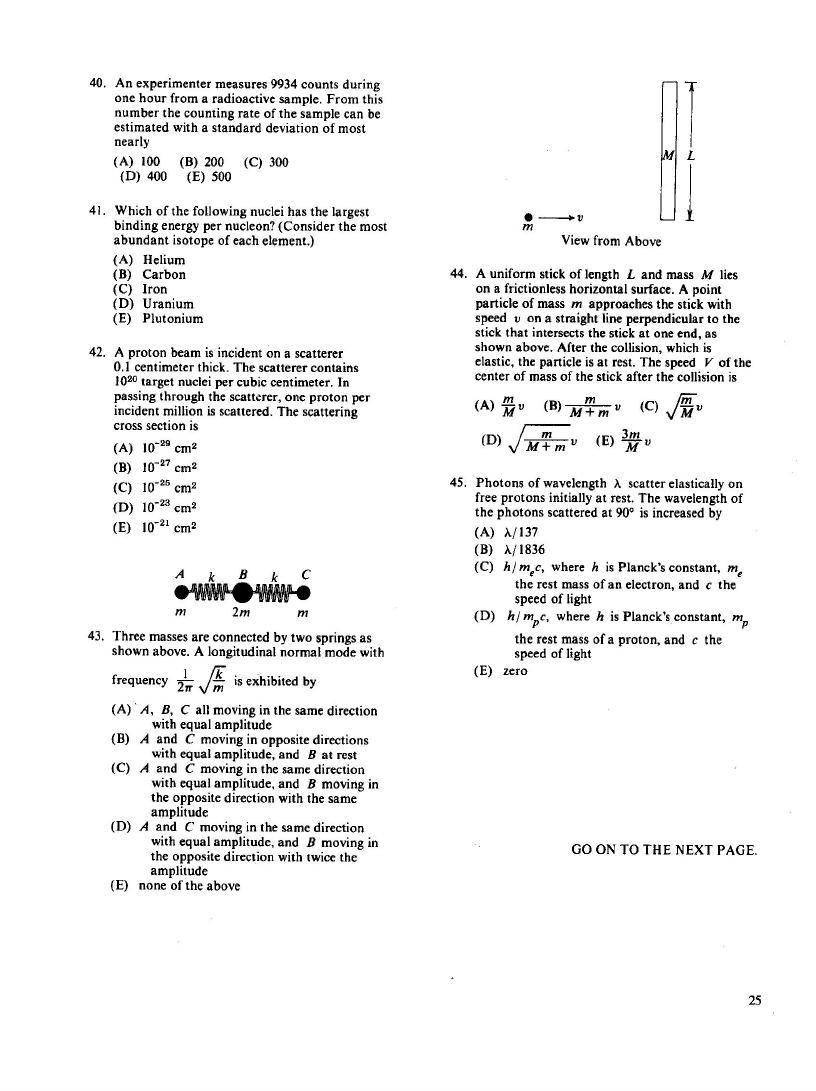 40. An experimenter measures 9934 counts during
one hour from a radioactive sample. From this
number the counting rate of the sample can be
estimated with a standard deviation of most
nearly
(A) 100 (B) 200 (C) 300
(D) 400 (E) 500
41. Which of the following nuclei has the largest
binding energy per nucleon? (Consider the most
abundant isotope of each element.)
(A) Helium
(B) Carbon
(C) Iron
(D) Uranium
(E) Plutonium
42. A proton beam is incident on a scatterer
0.1 centimeter thick. The scatterer contains
10²⁰ target nuclei per cubic centimeter. In
passing through the scatterer, one proton per
incident million is scattered. The scattering
cross section is
(A) 10⁻²⁹ cm²
(B) 10⁻²⁷ cm²
(C) 10⁻²⁵ cm²
(D) 10⁻²³ cm²
(E) 10⁻²¹ cm²
A k B k C
m 2m m
43. Three masses are connected by two springs as
shown above. A longitudinal normal mode with
frequency 1/2π √(k/m) is exhibited by
(A) A, B, C all moving in the same direction
with equal amplitude
(B) A and C moving in opposite directions
with equal amplitude, and B at rest
(C) A and C moving in the same direction
with equal amplitude, and B moving in
the opposite direction with the same
amplitude
(D) A and C moving in the same direction
with equal amplitude, and B moving in
the opposite direction with twice the
amplitude
(E) none of the above
M L
v
m
View from Above
44. A uniform stick of length L and mass M lies
on a frictionless horizontal surface. A point
particle of mass m approaches the stick with
speed v on a straight line perpendicular to the
stick that intersects the stick at one end, as
shown above. After the collision, which is
elastic, the particle is at rest. The speed V of the
center of mass of the stick after the collision is
(A) m/M v (B) m/(M + m) v (C) √(m/M) v
(D) √(m/(M + m)) v (E) 3m/M v
45. Photons of wavelength λ scatter elastically on
free protons initially at rest. The wavelength of
the photons scattered at 90° is increased by
(A) λ/137
(B) λ/1836
(C) h/mₑc, where h is Planck's constant, mₑ
the rest mass of an electron, and c the
speed of light
(D) h/mₚc, where h is Planck's constant, mₚ
the rest mass of a proton, and c the
speed of light
(E) zero
GO ON TO THE NEXT PAGE.
25